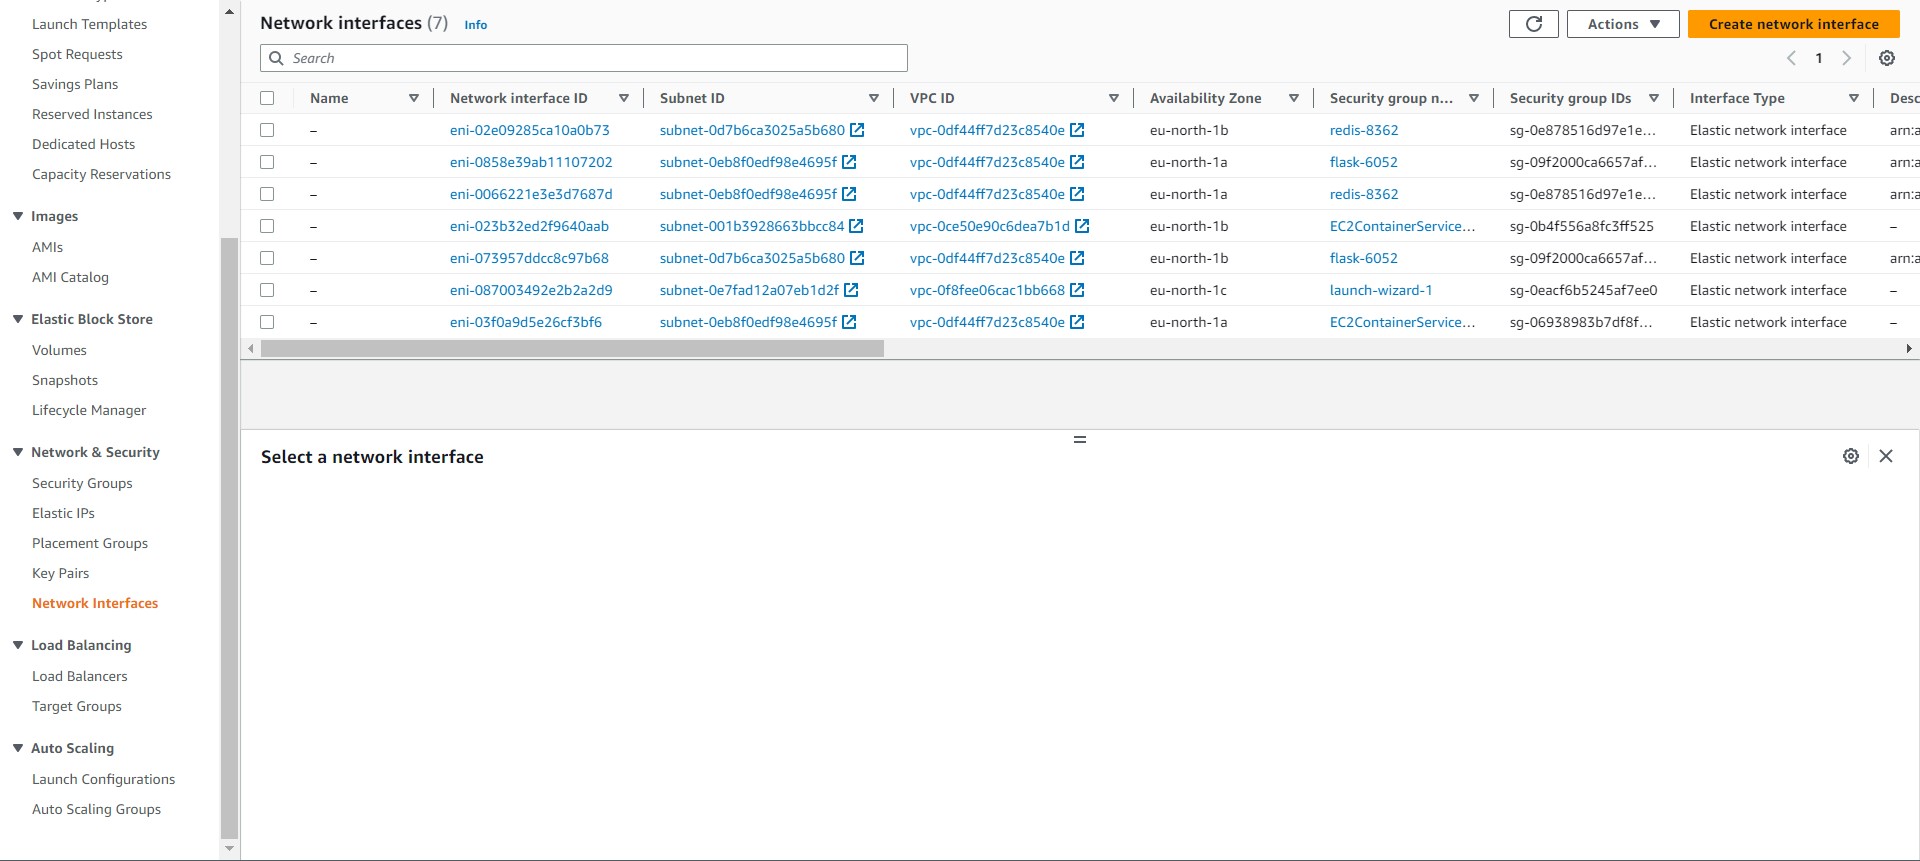 Launch Templates
Spot Requests
Savings Plans
Reserved Instances
Dedicated Hosts
Capacity Reservations
Images
AMIs
AMI Catalog
Elastic Block Store
Volumes
Snapshots
Lifecycle Manager
Network & Security
Security Groups
Elastic IPs
Placement Groups
Key Pairs
Network Interfaces
Load Balancing
Load Balancers
Target Groups
Auto Scaling
Launch Configurations
Auto Scaling Groups
Network interfaces (7) Info
Actions Create network interface
Search
1
Name Network interface ID Subnet ID VPC ID Availability Zone Security group n... Security group IDs Interface Type Desc
– eni-02e09285ca10a0b73 subnet-0d7b6ca3025a5b680 vpc-0df44ff7d23c8540e eu-north-1b redis-8362 sg-0e878516d97e1e... Elastic network interface arn:a
– eni-0858e39ab11107202 subnet-0eb8f0edf98e4695f vpc-0df44ff7d23c8540e eu-north-1a flask-6052 sg-09f2000ca6657af... Elastic network interface arn:a
– eni-0066221e3e3d7687d subnet-0eb8f0edf98e4695f vpc-0df44ff7d23c8540e eu-north-1a redis-8362 sg-0e878516d97e1e... Elastic network interface arn:a
– eni-023b32ed2f9640aab subnet-001b3928663bbcc84 vpc-0ce50e90c6dea7b1d eu-north-1b EC2ContainerService... sg-0b4f556a8fc3ff525 Elastic network interface –
– eni-073957ddcc8c97b68 subnet-0d7b6ca3025a5b680 vpc-0df44ff7d23c8540e eu-north-1b flask-6052 sg-09f2000ca6657af... Elastic network interface arn:a
– eni-087003492e2b2a2d9 subnet-0e7fad12a07eb1d2f vpc-0f8fee06cac1bb668 eu-north-1c launch-wizard-1 sg-0eacf6b5245af7ee0 Elastic network interface –
– eni-03f0a9d5e26cf3bf6 subnet-0eb8f0edf98e4695f vpc-0df44ff7d23c8540e eu-north-1a EC2ContainerService... sg-06938983b7df8f... Elastic network interface –
Select a network interface